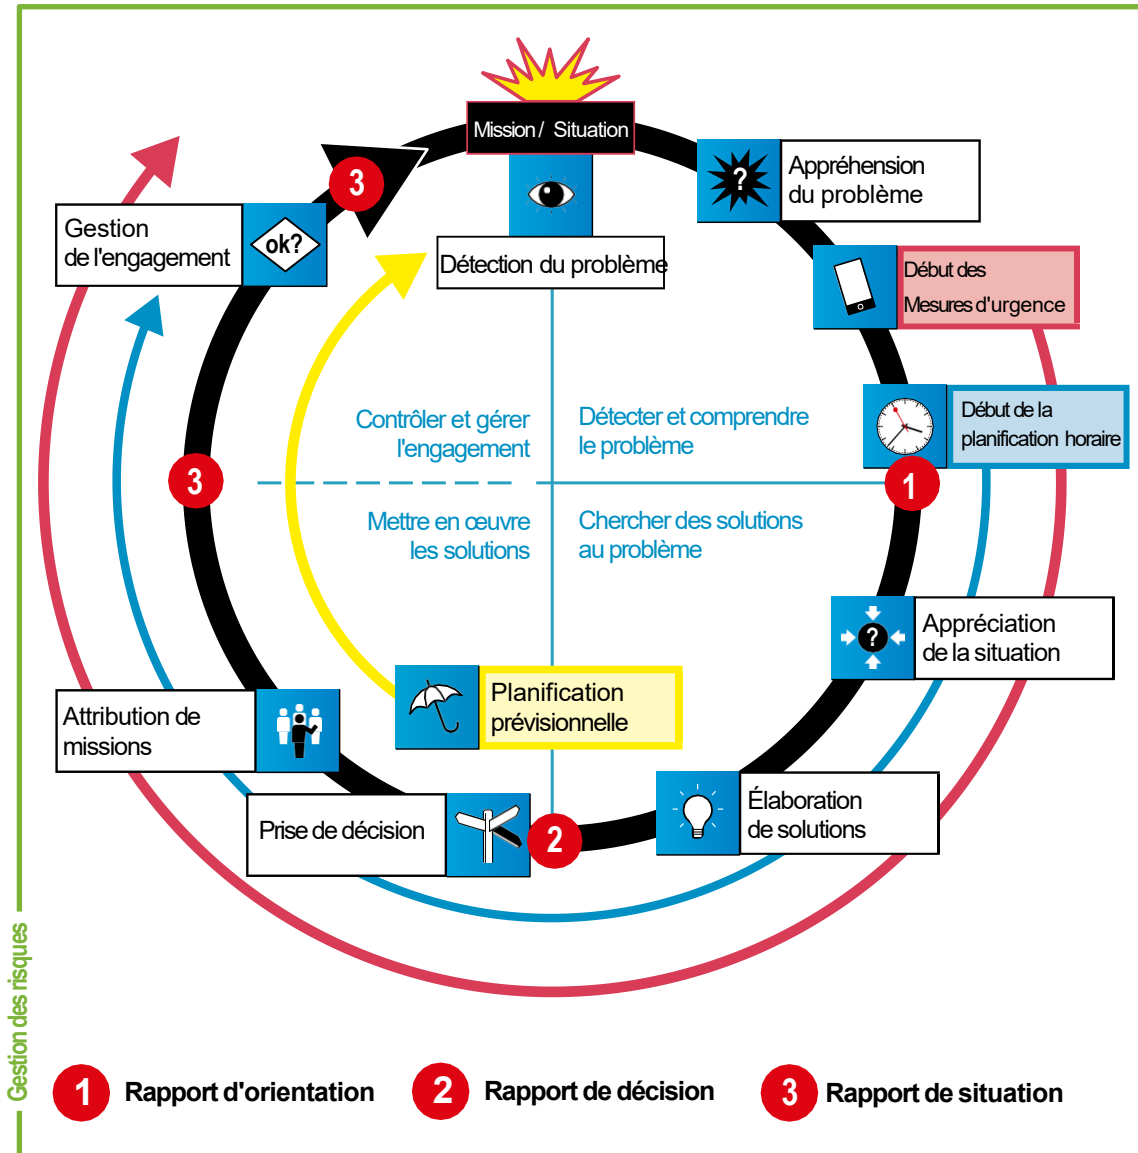 Mission / Situation
?
Appréhension
du problème
3
Gestion
de l'engagement
ok?
Détection du problème
Début des
Mesures d'urgence
Contrôler et gérer
l'engagement
Détecter et comprendre
le problème
Début de la
planification horaire
3
1
Mettre en œuvre
les solutions
Chercher des solutions
au problème
?
Appréciation
de la situation
Planification
prévisionnelle
Attribution de
missions
Élaboration
de solutions
Prise de décision
2
Gestion des risques
1 Rapport d'orientation
2 Rapport de décision
3 Rapport de situation